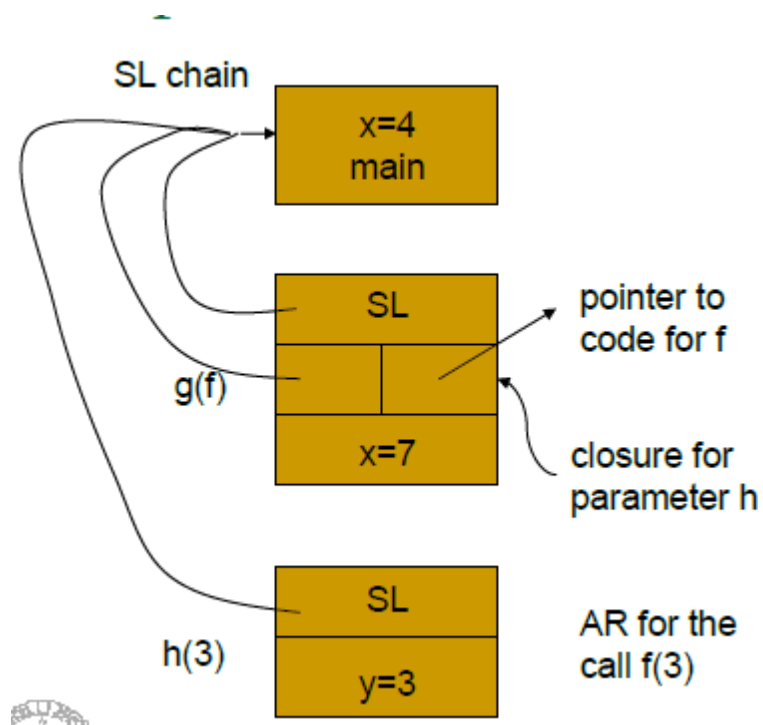 SL chain
x=4
main
SL
pointer to
code for f
g(f)
x=7
closure for
parameter h
SL
h(3)
AR for the
call f(3)
y=3